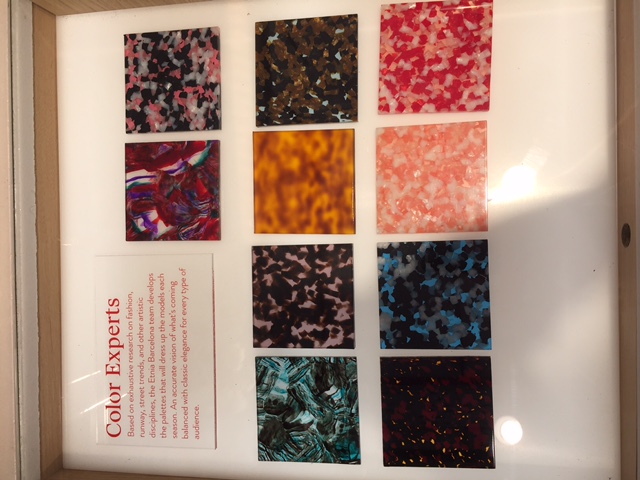 Color Experts
Based on exhaustive research on fashion,
runway, street trends, and other artistic
disciplines, the Etnia Barcelona team develops
the palettes that will dress up the models each
season. An accurate vision of what's coming
balanced with classic elegance for every type of
audience.